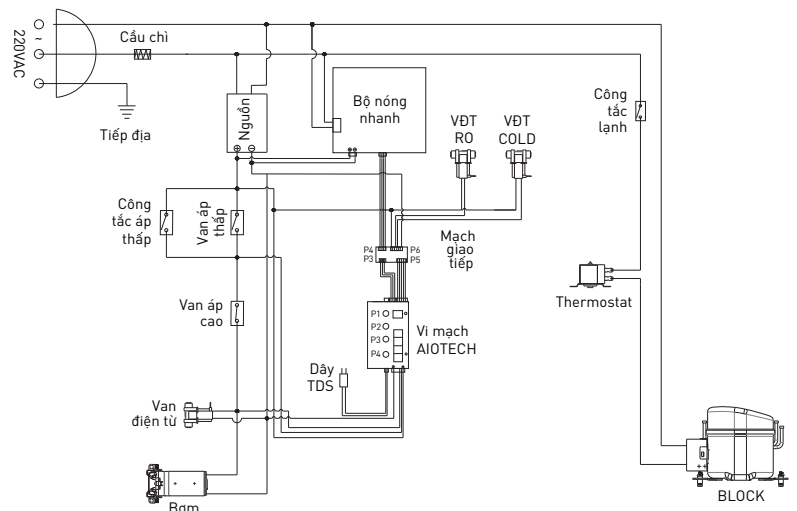 220VAC
~
Cầu chì
Tiếp địa
Nguồn
Bộ nóng
nhanh
VĐT
RO
VĐT
COLD
Công
tắc
lạnh
Công
tắc áp
thấp
Van áp
thấp
Mạch
giao
tiếp
P4
P6
P3
P5
Thermostat
Van áp
cao
P1
P2
P3
P4
Vi mạch
AIOTECH
Dây
TDS
Van
điện từ
Bơm
BLOCK